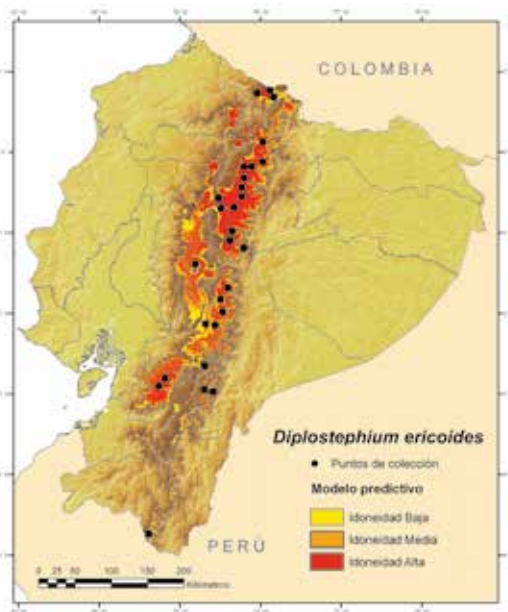 COLOMBIA
Diplostephium ericoides
Puntos de colección
Modelo predictivo
Idoneidad Baja
Idoneidad Media
Idoneidad Alta
PERÚ
0 25 50 100 150 200
Kilómetros